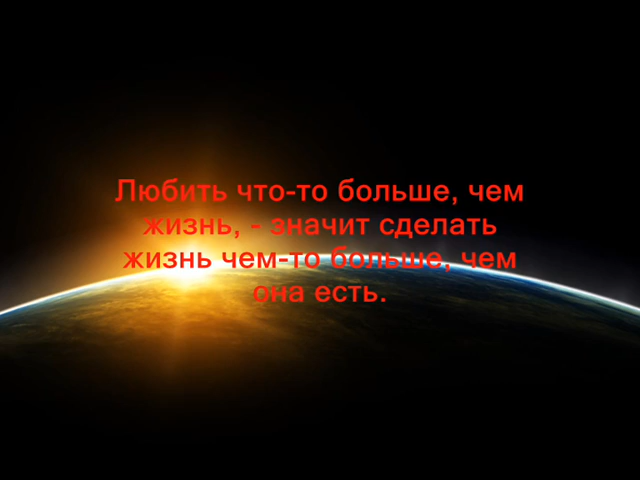 Любить что-то больше, чем
жизнь, - значит сделать
жизнь чем-то больше, чем
она есть.